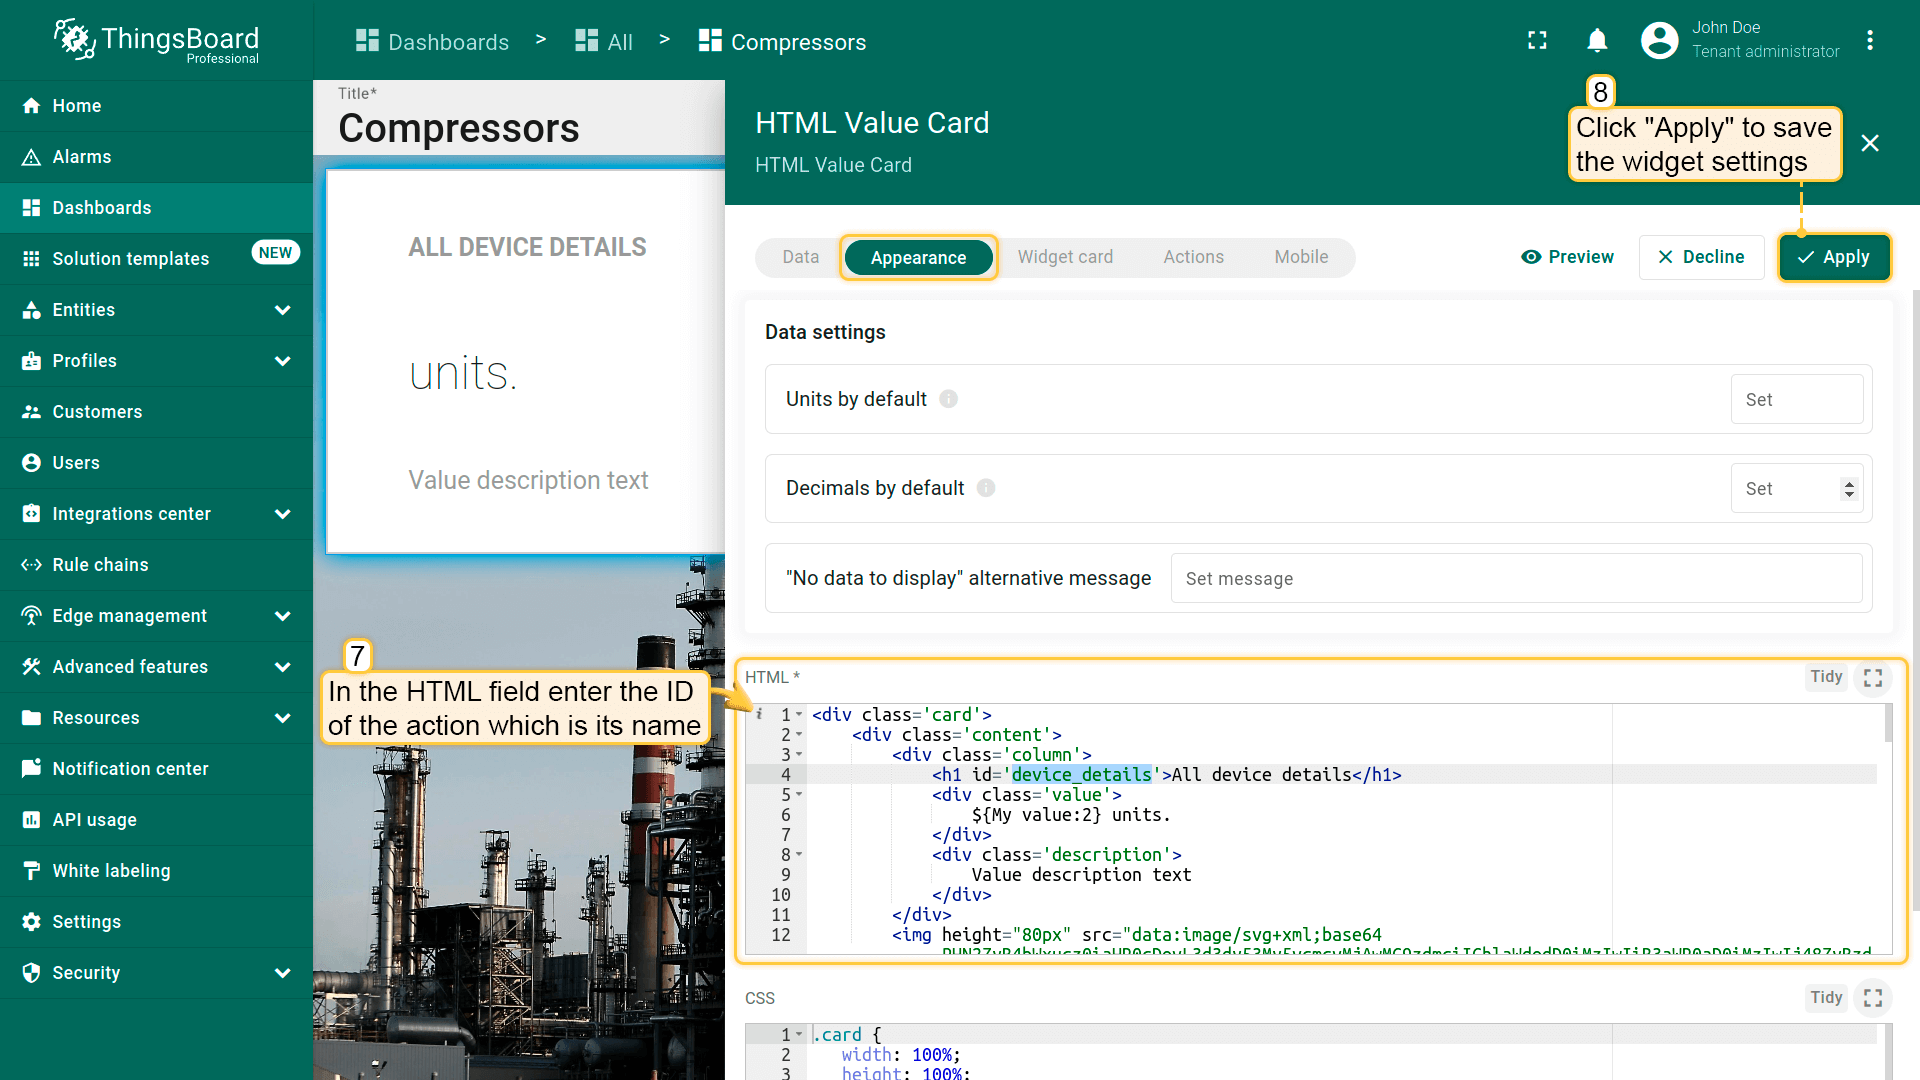 ThingsBoard
Professional
Dashboards > All > Compressors
John Doe
Tenant administrator
Home
Alarms
Dashboards
Solution templates NEW
Entities
Profiles
Customers
Users
Integrations center
Rule chains
Edge management
Advanced features
Resources
Notification center
API usage
White labeling
Settings
Security
Title*
Compressors
ALL DEVICE DETAILS
units.
Value description text
7
In the HTML field enter the ID
of the action which is its name
HTML Value Card
HTML Value Card
8
Click "Apply" to save
the widget settings
Data Appearance Widget card Actions Mobile
Preview Decline Apply
Data settings
Units by default Set
Decimals by default Set
"No data to display" alternative message Set message
HTML * Tidy
1 <div class='card'>
2 <div class='content'>
3 <div class='column'>
4 <h1 id='device_details'>All device details</h1>
5 <div class='value'>
6 ${My value:2} units.
7 </div>
8 <div class='description'>
9 Value description text
10 </div>
11 </div>
12 <img height="80px" src="data:image/svg+xml;base64
CSS Tidy
1 .card {
2 width: 100%;
3 height: 100%;